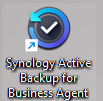 Synology Active
Backup for
Business Agent